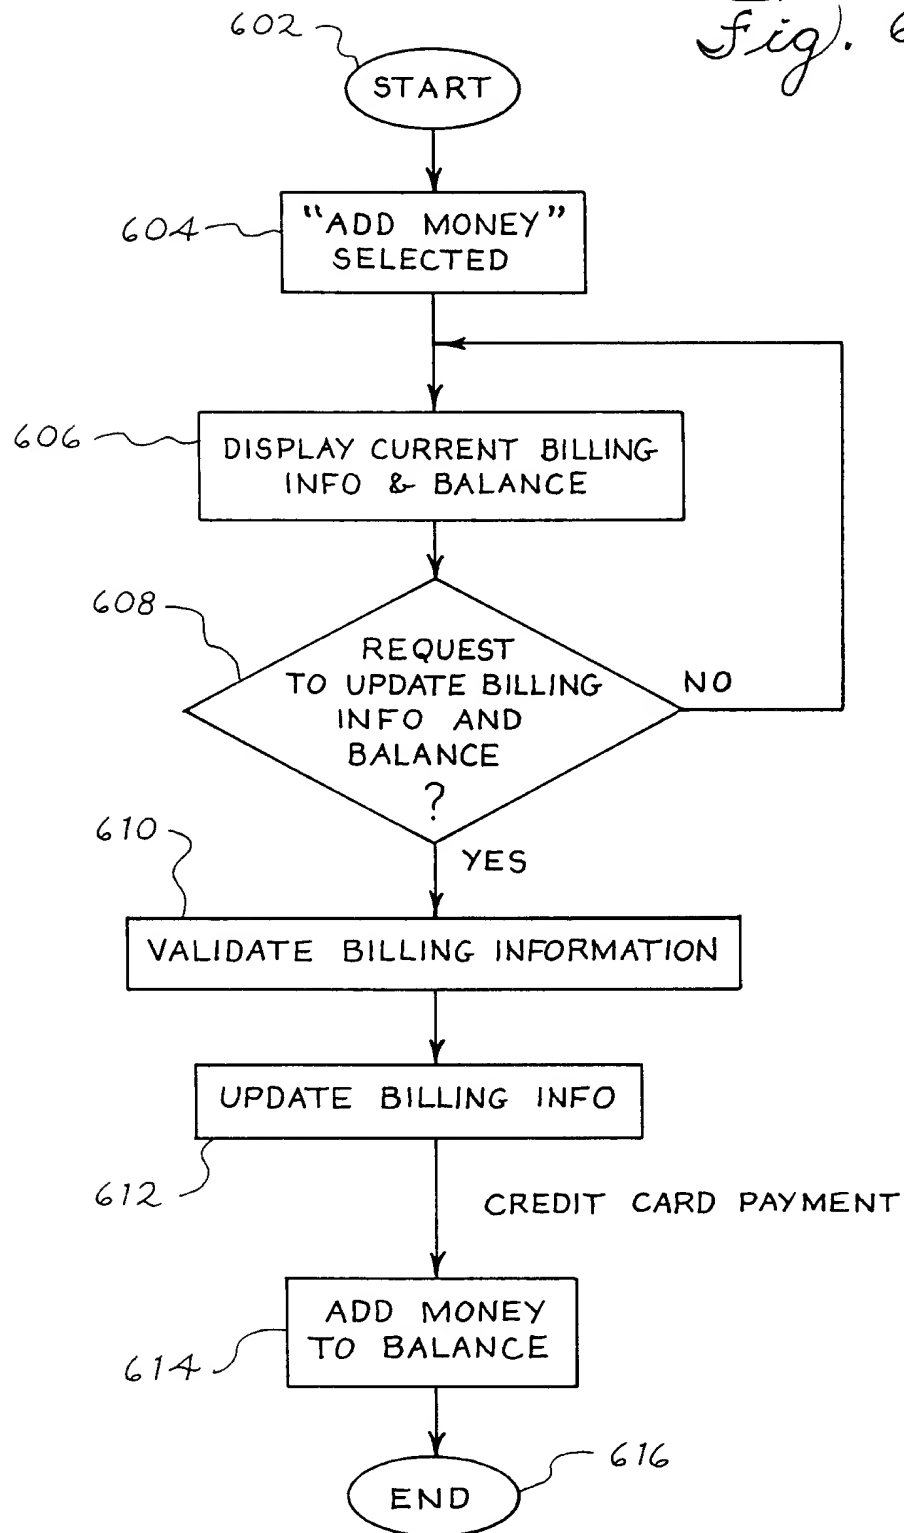 Fig. 6
602
START
604
"ADD MONEY"
SELECTED
606
DISPLAY CURRENT BILLING
INFO & BALANCE
608
REQUEST
TO UPDATE BILLING
INFO AND
BALANCE
?
NO
YES
610
VALIDATE BILLING INFORMATION
UPDATE BILLING INFO
612
CREDIT CARD PAYMENT
ADD MONEY
TO BALANCE
614
END
616